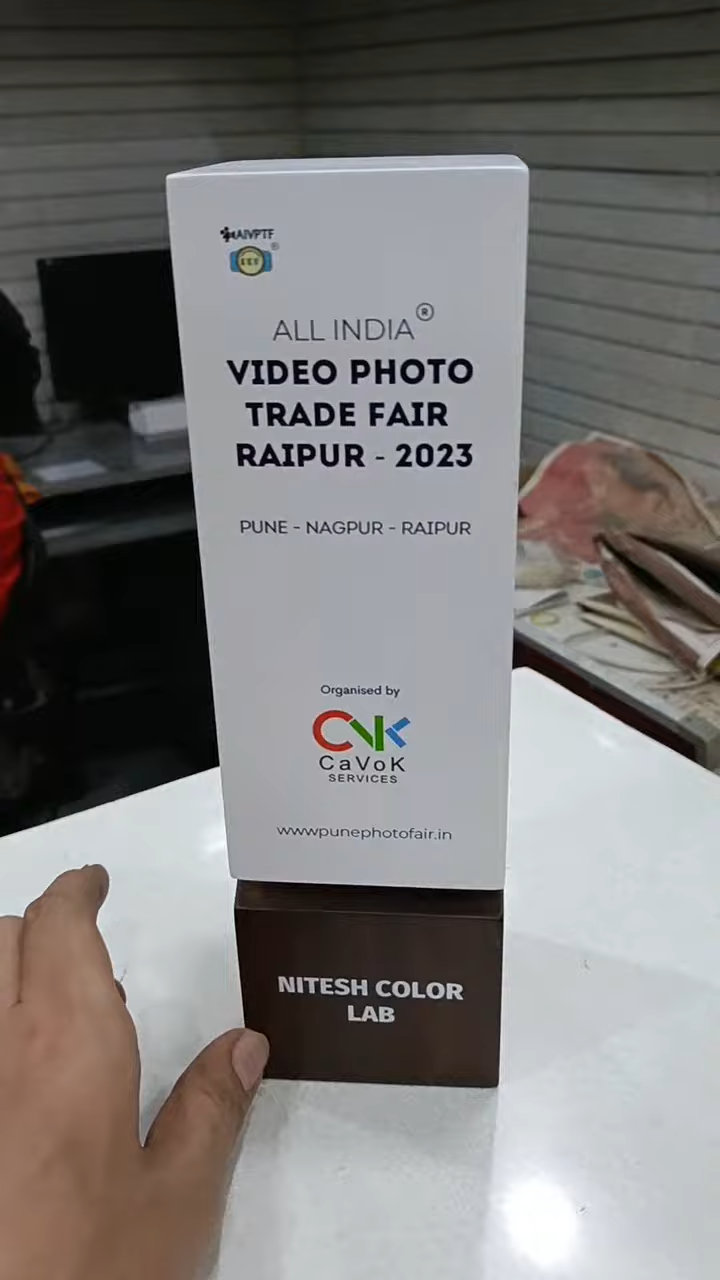 AIVPTF
®
ALL INDIA ®
VIDEO PHOTO
TRADE FAIR
RAIPUR - 2023
PUNE - NAGPUR - RAIPUR
Organised by
CVK
CaVoK
SERVICES
www.punephotofair.in
NITESH COLOR
LAB